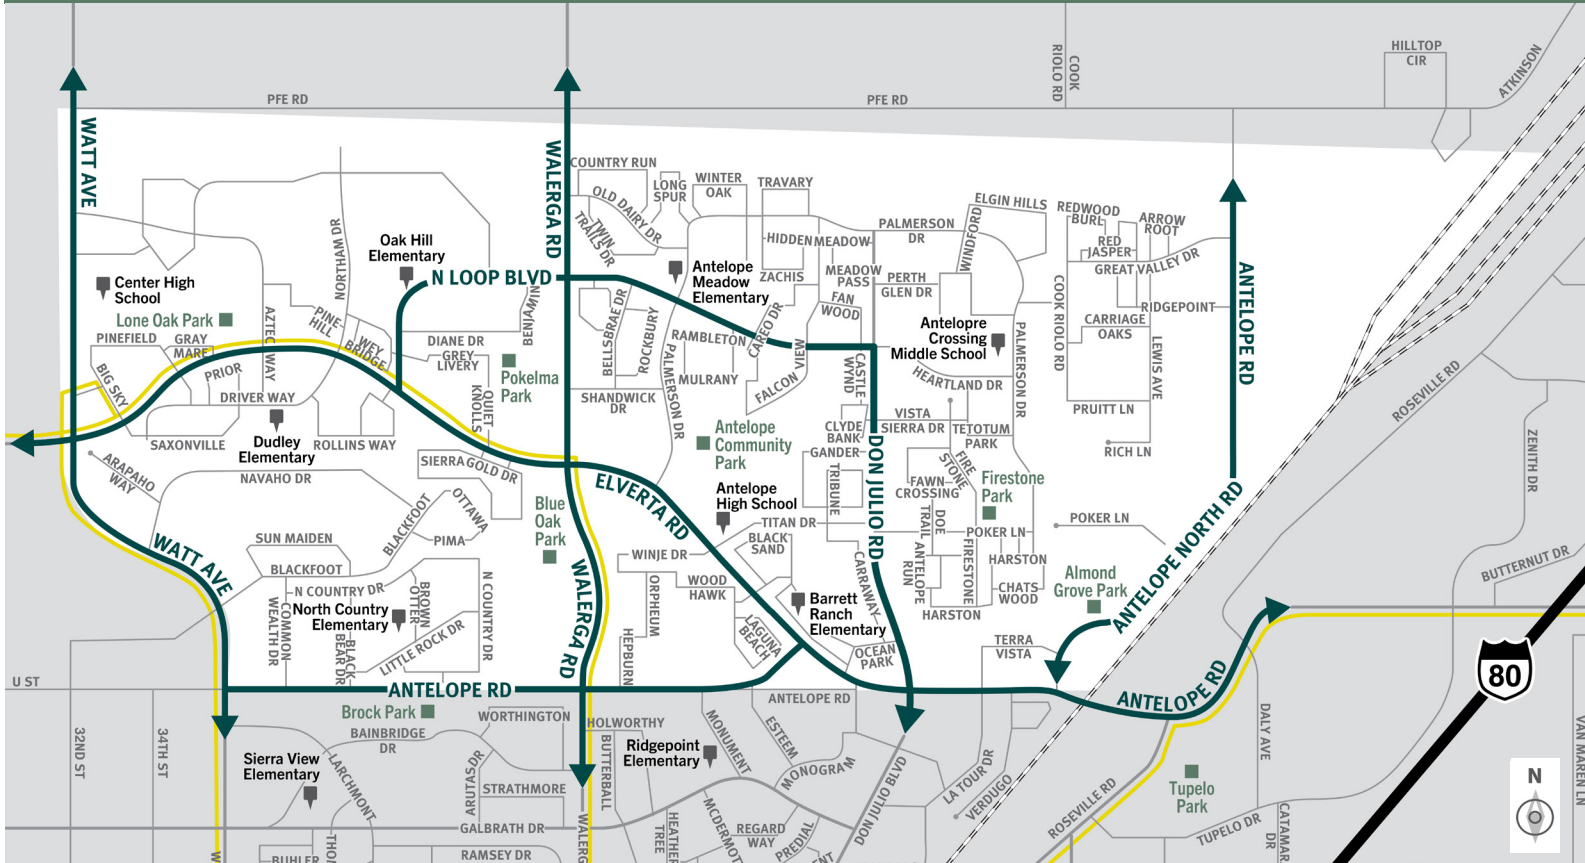 HILLTOP
CIR
ATKINSON
COOK
RIOLO RD
PFE RD
PFE RD
WATT AVE
WALERGA RD
COUNTRY RUN
LONG
SPUR
WINTER
OAK
TRAVARY
OLD DAIRY DR
TWIN
TRAILS DR
ELGIN HILLS
REDWOOD
BURL
ARROW
ROOT
RED
JASPER
GREAT VALLEY DR
PALMERSON
DR
WINDFORD
HIDDEN MEADOW
NORTHAM DR
Oak Hill
Elementary
N LOOP BLVD
Antelope
Meadow
Elementary
ZACHIS
MEADOW
PASS
PERTH
GLEN DR
FAN
WOOD
COOK RIOLO RD
ANTELOPE RD
RIDGEPOINT
CARRIAGE
OAKS
Center High
School
Lone Oak Park
PINEFIELD
GRAY
MARE
AZTEC WAY
PINE-
HILL
WEY-
BRIDGE
BENJAMIN
DIANE DR
GREY
LIVERY
BELLSBRAE DR
ROCKBURY
RAMBLETON
CAREO DR
Antelopre
Crossing
Middle School
PALMERSON DR
LEWIS AVE
BIG SKY
PRIOR
DRIVER WAY
Pokelma
Park
QUIET
KNOLLS
MULRANY
PALMERSON DR
FALCON VIEW
CASTLE-
WYND
HEARTLAND DR
SHANDWICK
DR
PRUITT LN
ROSEVILLE RD
SAXONVILLE
Dudley
Elementary
ROLLINS WAY
Antelope
Community
Park
CLYDE
BANK
VISTA
SIERRA DR
TETOTUM
PARK
RICH LN
ZENITH DR
ARAPAHO
WAY
NAVAHO DR
SIERRA GOLD DR
GANDER
TRIBUNE
DON JULIO RD
FIRE
STONE
FAWN
CROSSING
Firestone
Park
ELVERTA RD
Antelope
High School
BLACKFOOT
OTTAWA
PIMA
Blue
Oak
Park
TITAN DR
BLACK
SAND
DOE
TRAIL
POKER LN
POKER LN
ANTELOPE NORTH RD
WATT AVE
SUN MAIDEN
BLACKFOOT
WINJE DR
WOOD
HAWK
ORPHEUM
CARRAWAY
ANTELOPE
RUN
FIRESTONE
HARSTON
CHATS
WOOD
HARSTON
Almond
Grove Park
BUTTERNUT DR
N COUNTRY DR
COMMON
WEALTH DR
North Country
Elementary
BROWN
OTTER
N COUNTRY DR
BLACK
BEAR DR
LITTLE ROCK DR
WALERGA RD
HEPBURN
LAGUNA
BEACH
Barrett
Ranch
Elementary
OCEAN
PARK
TERRA
VISTA
U ST
ANTELOPE RD
ANTELOPE RD
ANTELOPE RD
80
Brock Park
WORTHINGTON
HOLWORTHY
32ND ST
34TH ST
BAINBRIDGE
DR
Sierra View
Elementary
LARCHMONT
ARUTAS DR
STRATHMORE
BUTTERBALL
Ridgepoint
Elementary
MONUMENT
ESTEEM
MONOGRAM
DON JULIO BLVD
LA TOUR DR
VERDUGO
ROSEVILLE RD
DALY AVE
Tupelo
Park
TUPELO DR
CATAMAR
DR
VAN MAREN LN
N
GALBRATH DR
WALERG
HEATHER
TREE
MCDERMOT
REGARD
WAY
PREDIAL
BUHLER
RAMSEY DR